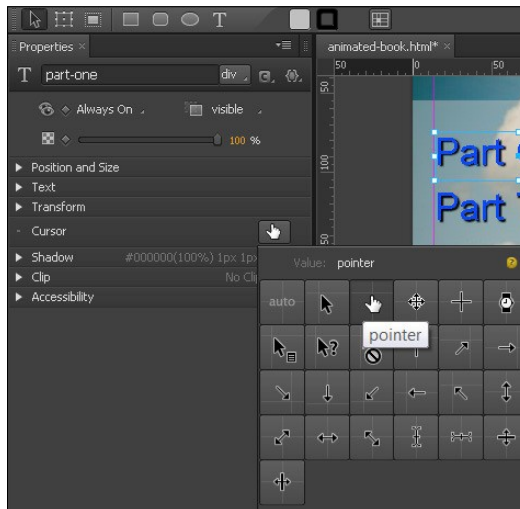 T
Properties ×
animated-book.html* ×
50 0 50
T part-one div
50
Always On visible
100 %
Position and Size
Text
Transform
Cursor
100
Part
Part
50
Shadow #000000(100%) 1px 1px
Clip No Cli
Accessibility
Value: pointer
auto
pointer